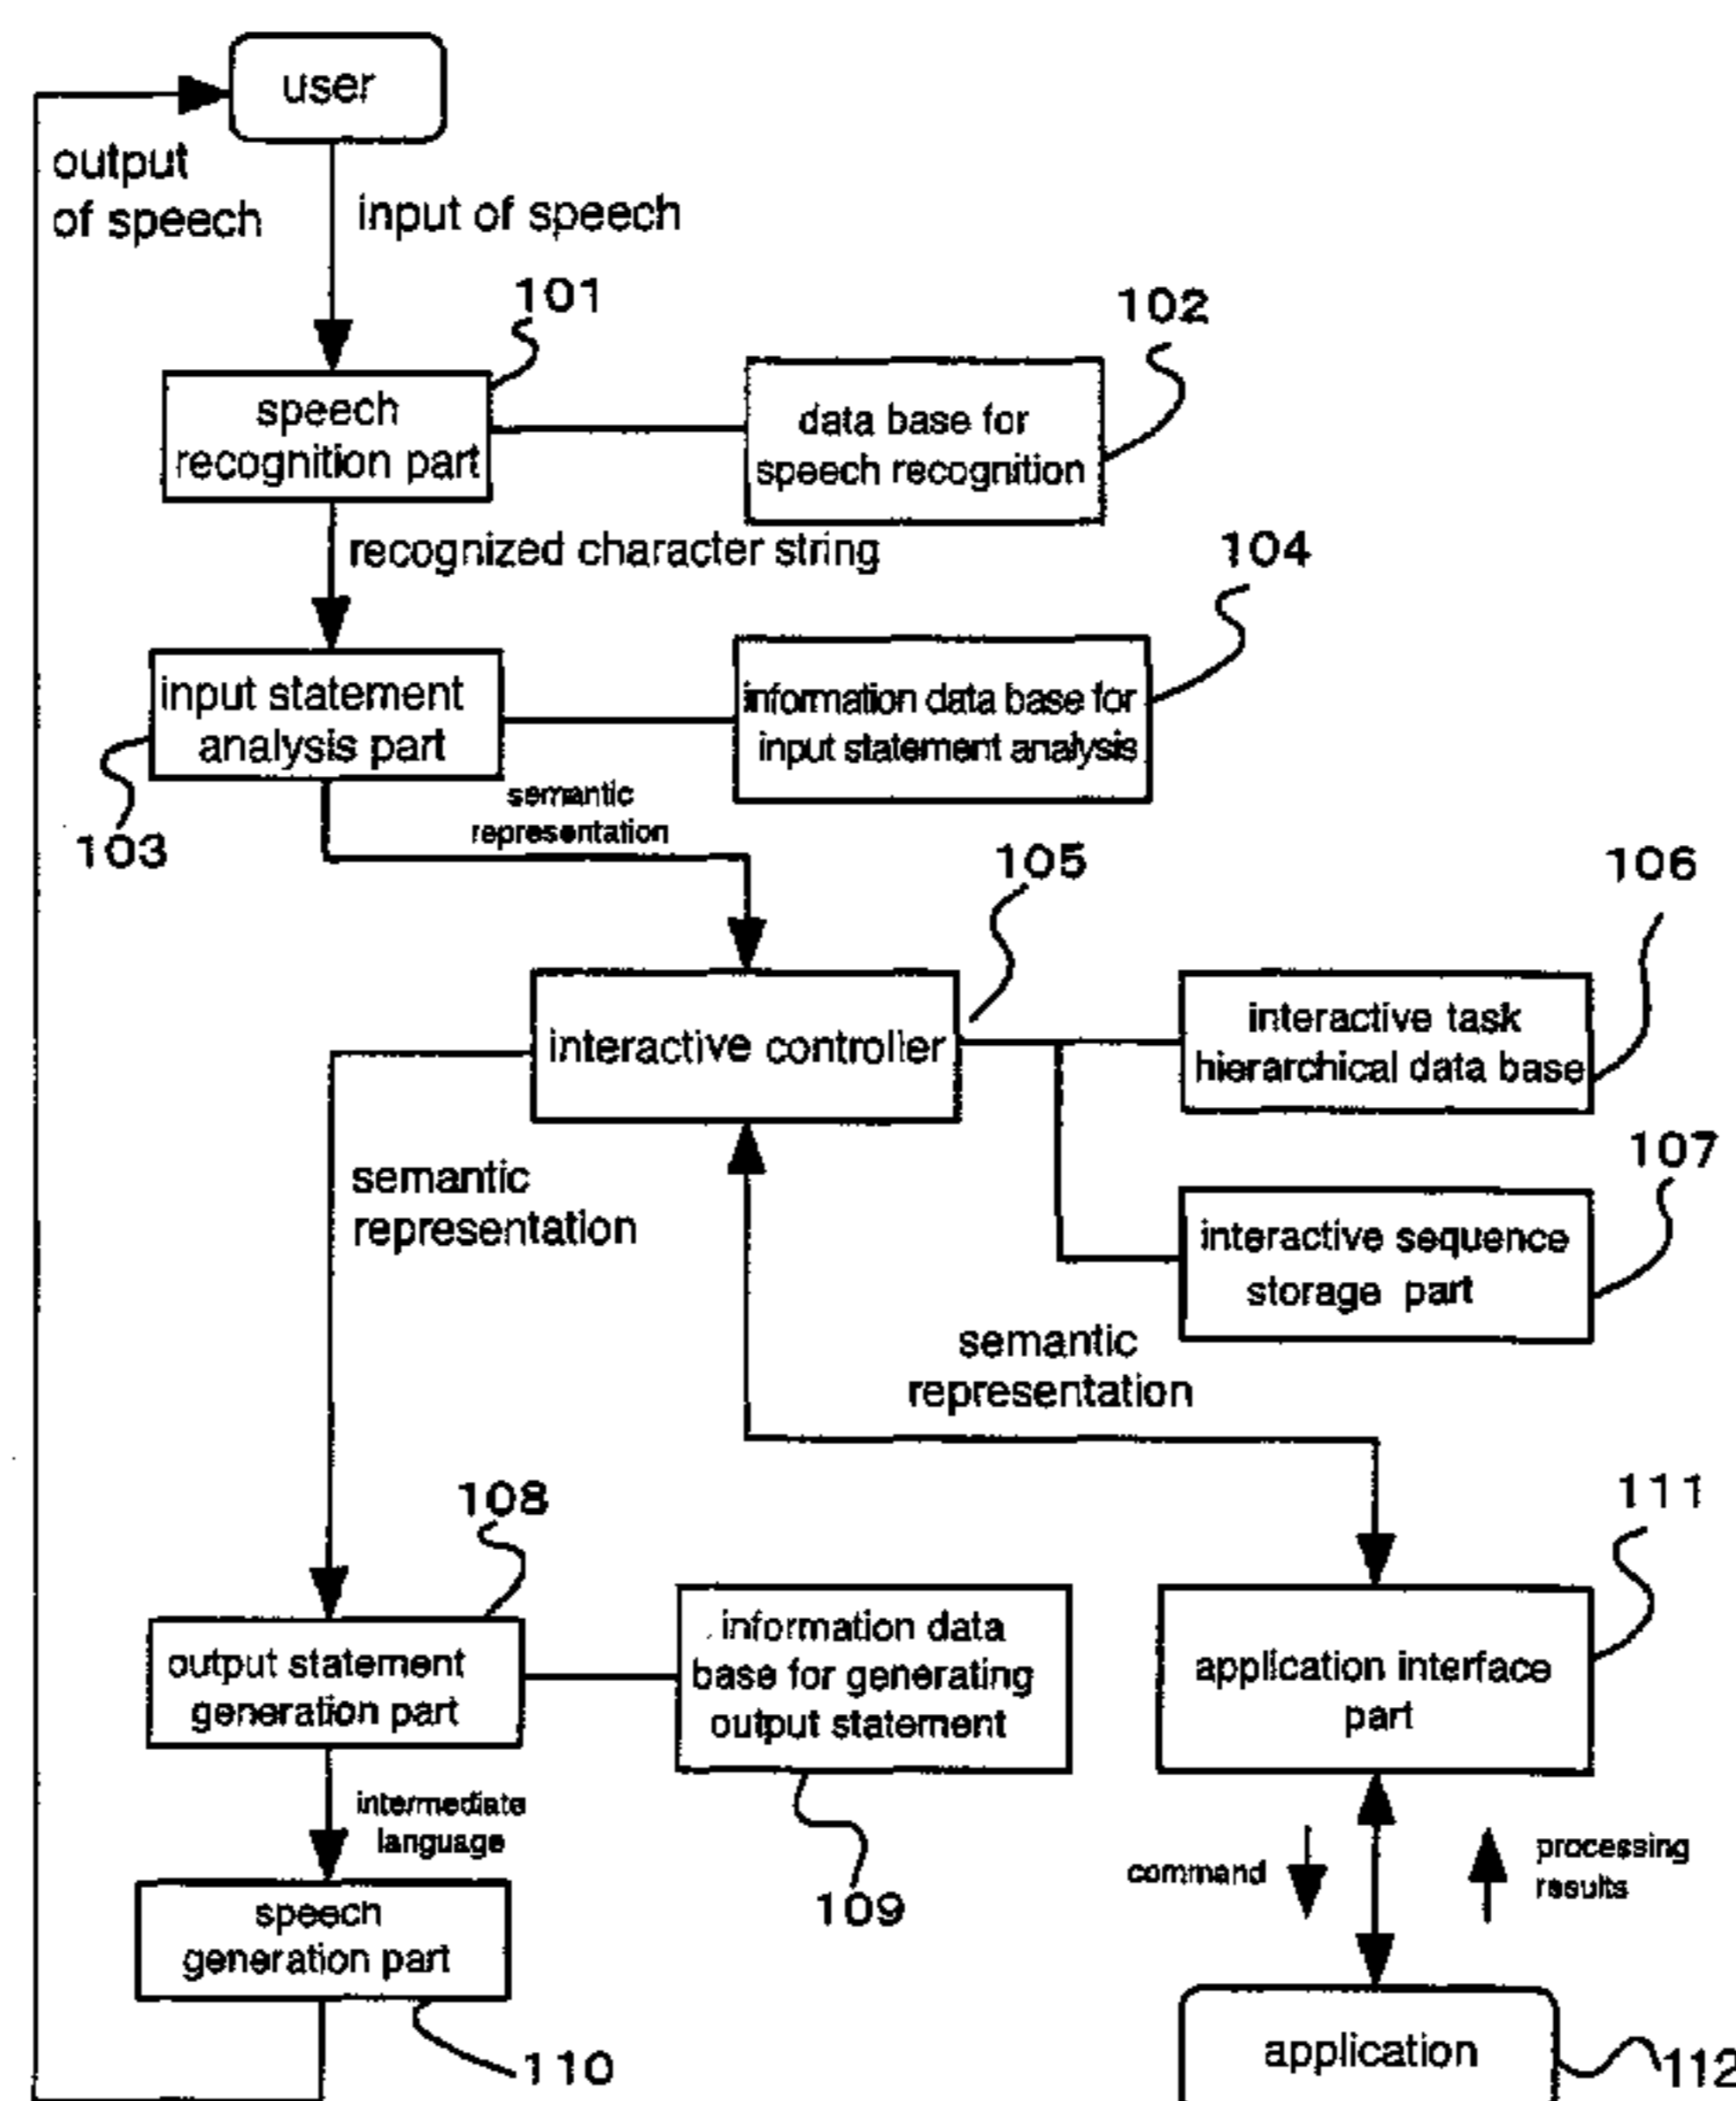 user
output
of speech
input of speech
101
102
speech
recognition part
data base for
speech recognition
recognized character string
104
input statement
analysis part
information data base for
input statement analysis
103
semantic
representation
105
106
interactive controller
interactive task
hierarchical data base
107
semantic
representation
interactive sequence
storage part
semantic
representation
108
111
output statement
generation part
information data
base for generating
output statement
application interface
part
intermediate
language
command
processing
results
109
speech
generation part
110
application
112